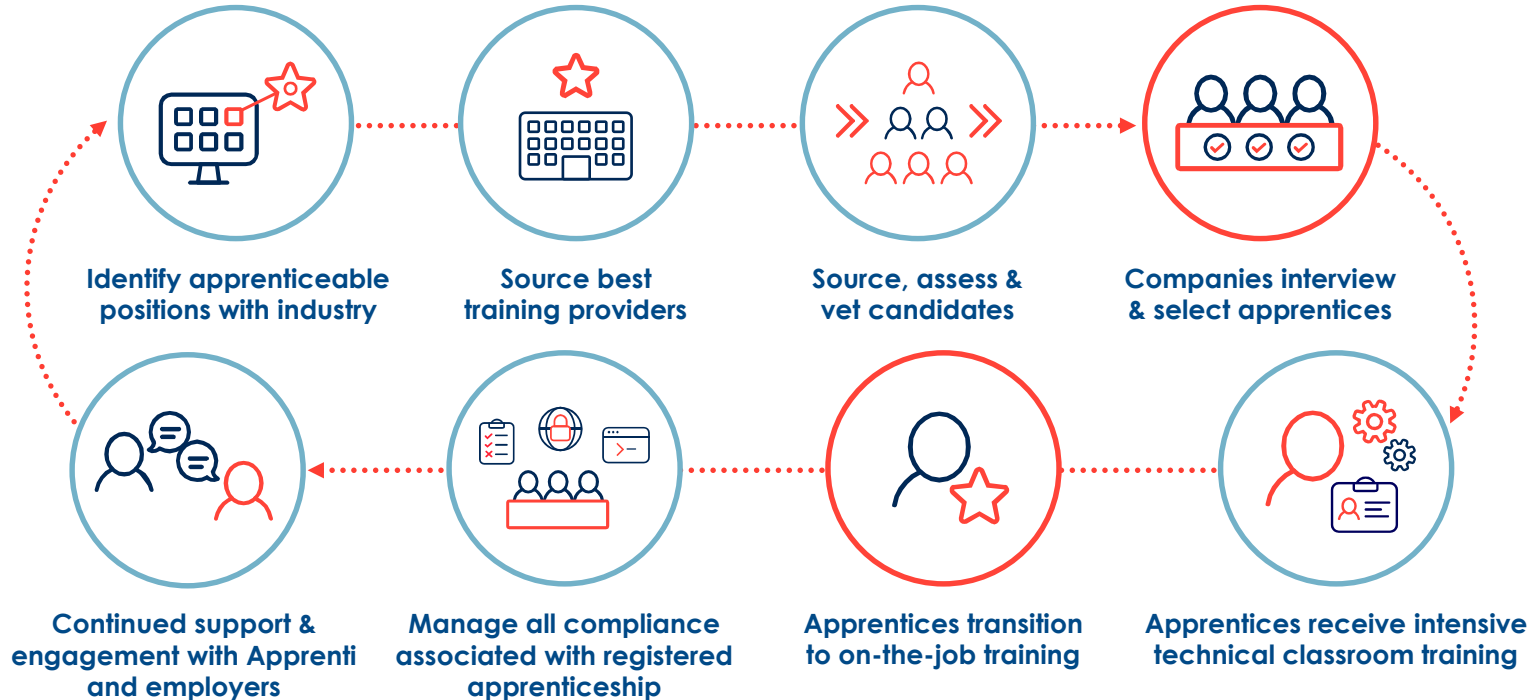 Identify apprenticeable
positions with industry
Source best
training providers
Source, assess &
vet candidates
Companies interview
& select apprentices
Continued support &
engagement with Apprenti
and employers
Manage all compliance
associated with registered
apprenticeship
Apprentices transition
to on-the-job training
Apprentices receive intensive
technical classroom training